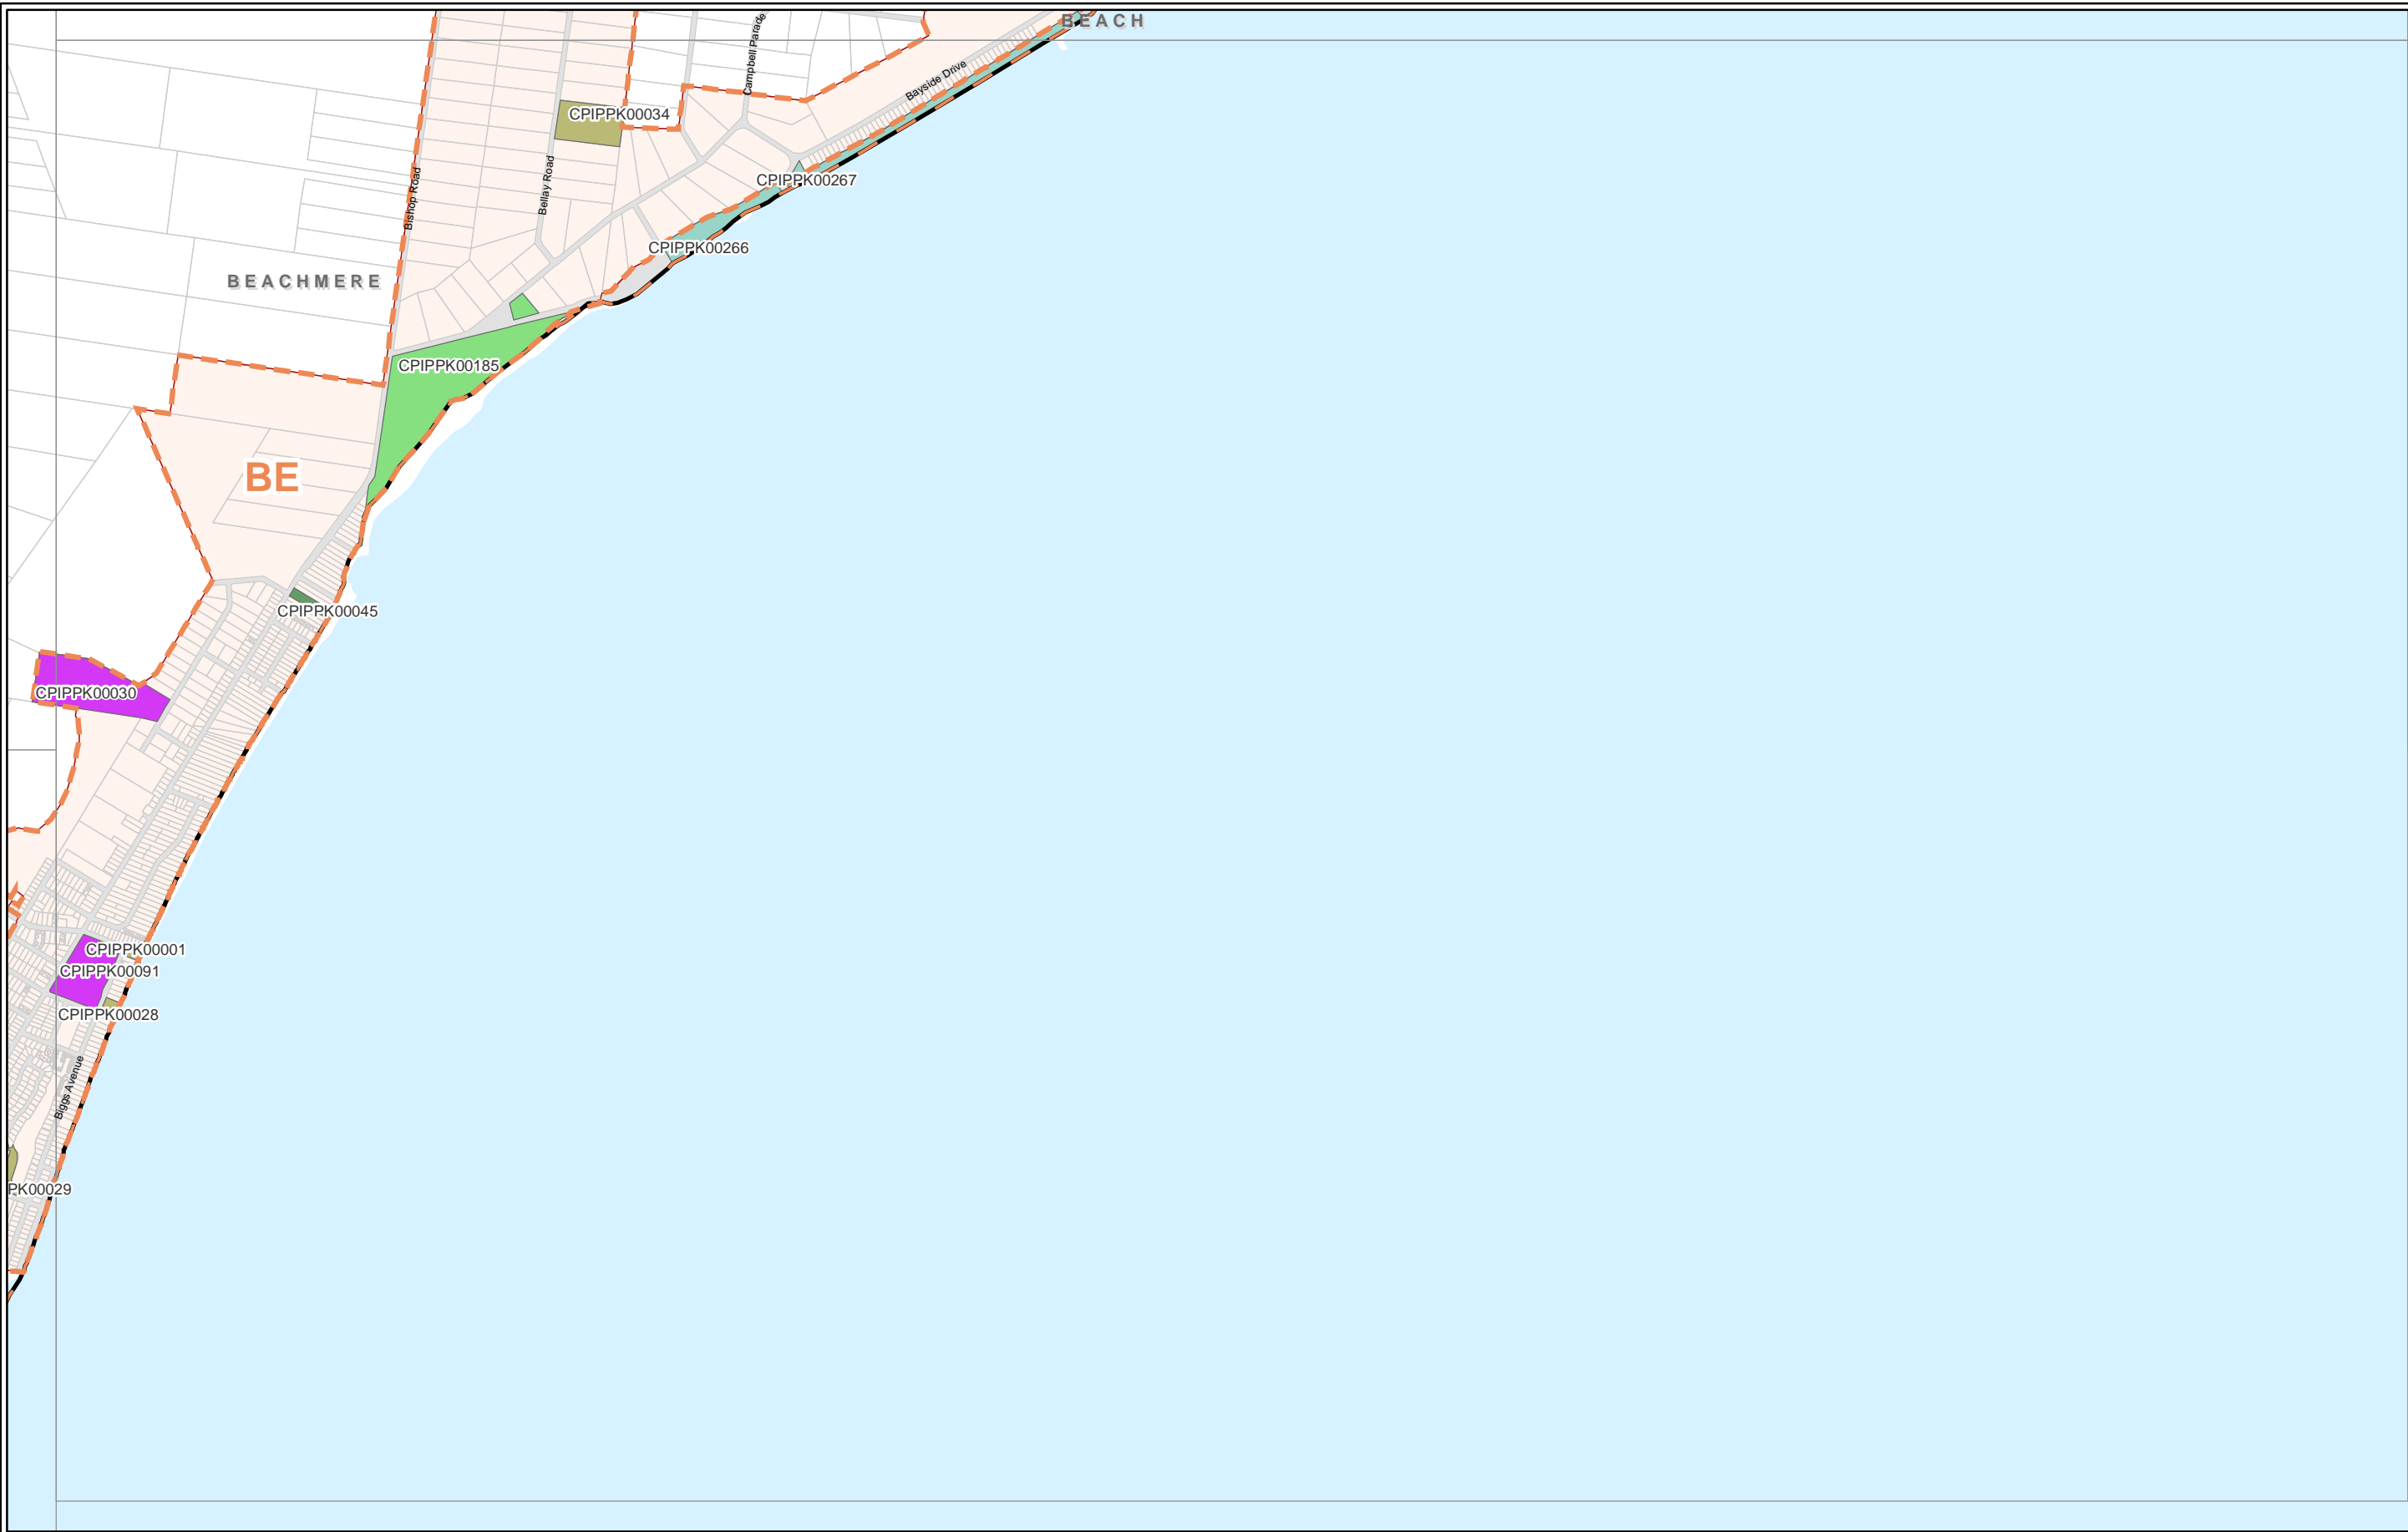 BEACH
Campbell Parade
Bayside Drive
CPIPPK00034
Bishop Road
Bellay Road
CPIPPK00267
CPIPPK00266
BEACHMERE
CPIPPK00185
BE
CPIPPK00045
CPIPPK00030
CPIPPK00001
CPIPPK00091
CPIPPK00028
Biggs Avenue
PK00029